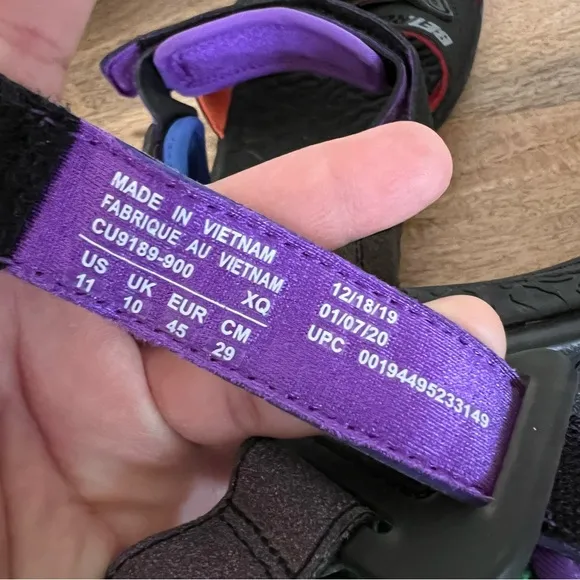 MADE IN VIETNAM
FABRIQUE AU VIETNAM
CU9189-900 XQ
US UK EUR CM
11 10 45 29
12/18/19
01/07/20
UPC 00194495233149